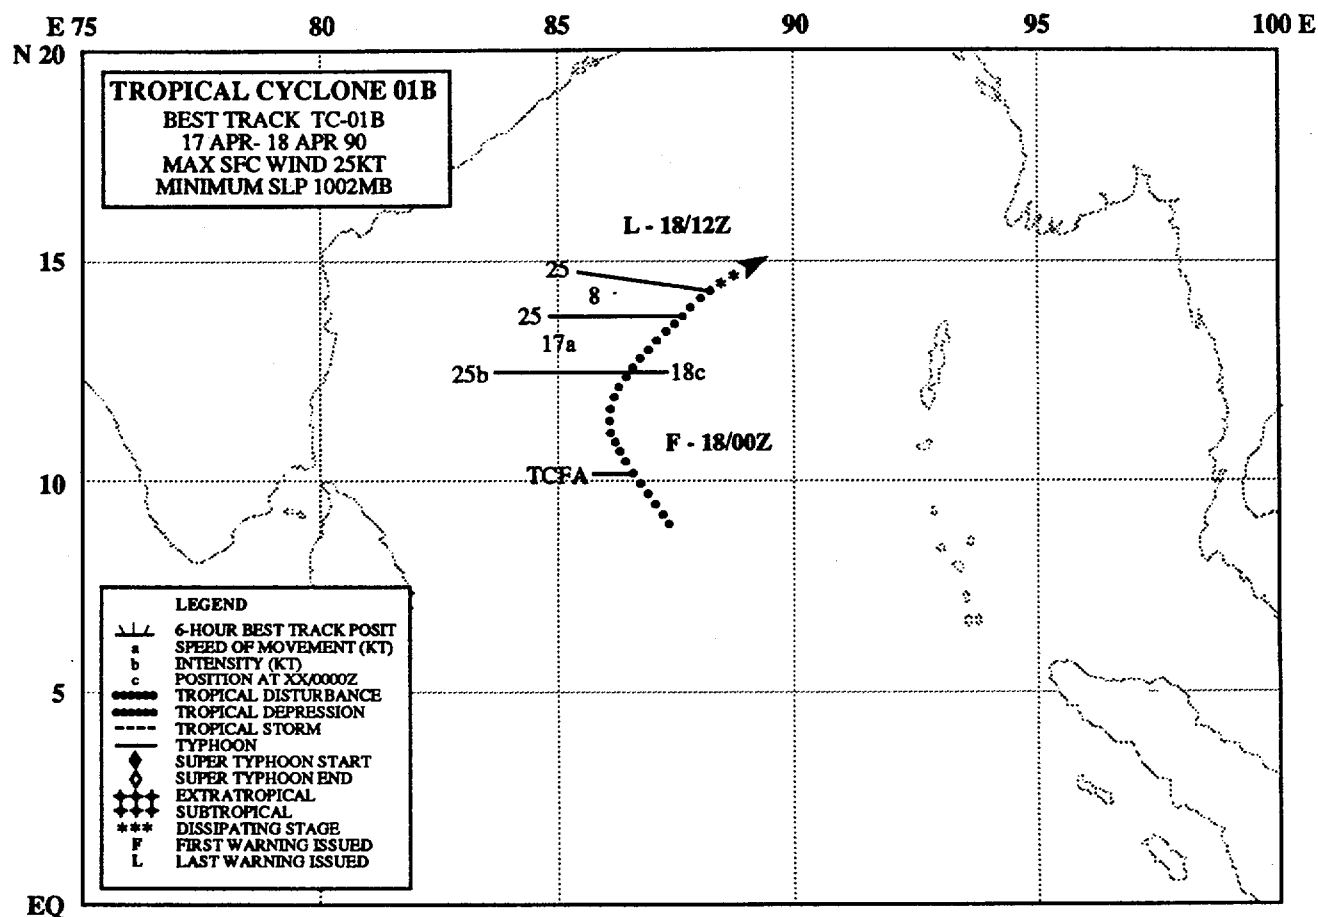 E 75 80 85 90 95 100 E
N 20
TROPICAL CYCLONE 01B
BEST TRACK TC-01B
17 APR- 18 APR 90
MAX SFC WIND 25KT
MINIMUM SLP 1002MB
L - 18/12Z
15
25
8
25
17a
25b
18c
F - 18/00Z
TCFA
10
LEGEND
6-HOUR BEST TRACK POSIT
a SPEED OF MOVEMENT (KT)
b INTENSITY (KT)
c POSITION AT XX/0000Z
TROPICAL DISTURBANCE
5
TROPICAL DEPRESSION
TROPICAL STORM
TYPHOON
SUPER TYPHOON START
SUPER TYPHOON END
EXTRATROPICAL
SUBTROPICAL
*** DISSIPATING STAGE
F FIRST WARNING ISSUED
L LAST WARNING ISSUED
EQ